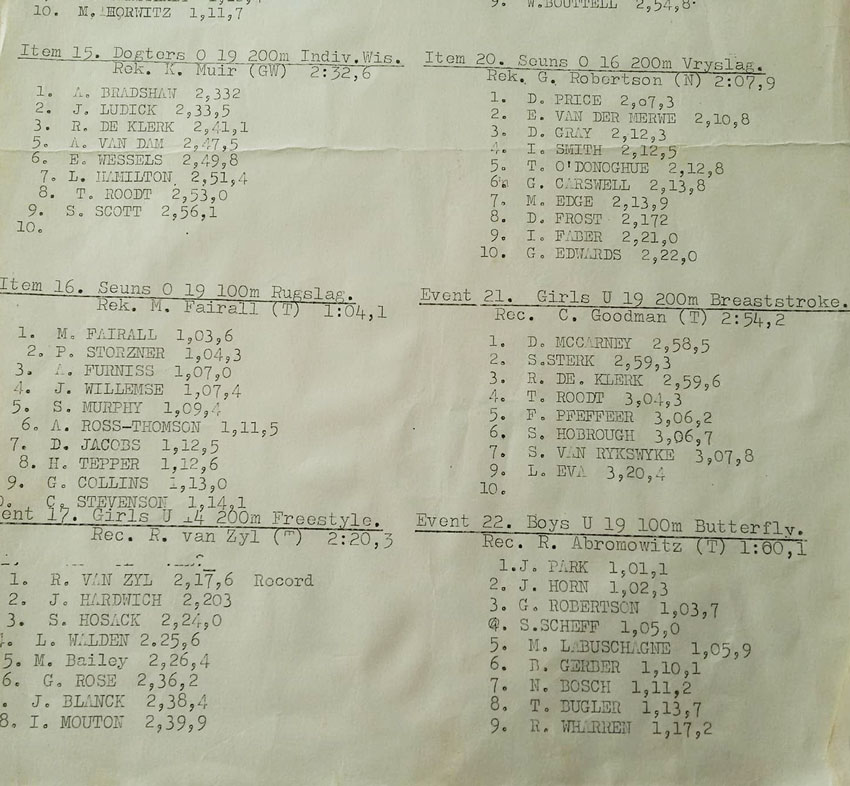 10. M. HORWITZ 1,11,7
Item 15. Dogters O 19 200m Indiv.Wis.
Rek. K. Muir (GW) 2:32,6
1. A. BRADSHAW 2,332
2. J. LUDICK 2,33,5
3. R. DE KLERK 2,41,1
5. A. VAN DAM 2,47,5
6. E. WESSELS 2,49,8
7. L. HAMILTON 2,51,4
8. T. ROODT 2,53,0
9. S. SCOTT 2,56,1
10.
Item 16. Seuns O 19 100m Rugslag.
Rek. M. Fairall (T) 1:04,1
1. M. FAIRALL 1,03,6
2. P. STORZNER 1,04,3
3. A. FURNISS 1,07,0
4. J. WILLEMSE 1,07,4
5. S. MURPHY 1,09,4
6. A. ROSS-THOMSON 1,11,5
7. D. JACOBS 1,12,5
8. H. TEPPER 1,12,6
9. G. COLLINS 1,13,0
0. C. STEVENSON 1,14,1
ent 17. Girls U 14 200m Freestyle.
Rec. R. van Zyl (T) 2:20,3
1. R. VAN ZYL 2,17,6 Record
2. J. HARDWICH 2,203
3. S. HOSACK 2,24,0
4. L. WALDEN 2.25,6
5. M. Bailey 2,26,4
6. G. ROSE 2,36,2
. J. BLANCK 2,38,4
8. I. MOUTON 2,39,9
9. W.BOUTTELL 2,54,8
Item 20. Seuns O 16 200m Vryslag.
Rek. G. Robertson (N) 2:07,9
1. D. PRICE 2,07,3
2. E. VAN DER MERWE 2,10,8
3. D. GRAY 2,12,3
4. I. SMITH 2,12,5
5. T. O'DONOGHUE 2,12,8
6. G. CARSWELL 2,13,8
7. M. EDGE 2,13,9
8. D. FROST 2,172
9. I. FABER 2,21,0
10. G. EDWARDS 2,22,0
Event 21. Girls U 19 200m Breaststroke.
Rec. C. Goodman (T) 2:54,2
1. D. MCCARNEY 2,58,5
2. S.STERK 2,59,3
3. R. DE. KLERK 2,59,6
4. T. ROODT 3,04,3
5. F. PFEFFEER 3,06,2
6. S. HOBROUGH 3,06,7
7. S. VAN RYKSWYKE 3,07,8
9. L. EVA 3,20,4
10.
Event 22. Boys U 19 100m Butterfly.
Rec. R. Abromowitz (T) 1:00,1
1.J. PARK 1,01,1
2. J. HORN 1,02,3
3. G. ROBERTSON 1,03,7
4. S.SCHEFF 1,05,0
5. M. LABUSCHAGNE 1,05,9
6. B. GERBER 1,10,1
7. N. BOSCH 1,11,2
8. T. BUGLER 1,13,7
9. R. WHARREN 1,17,2